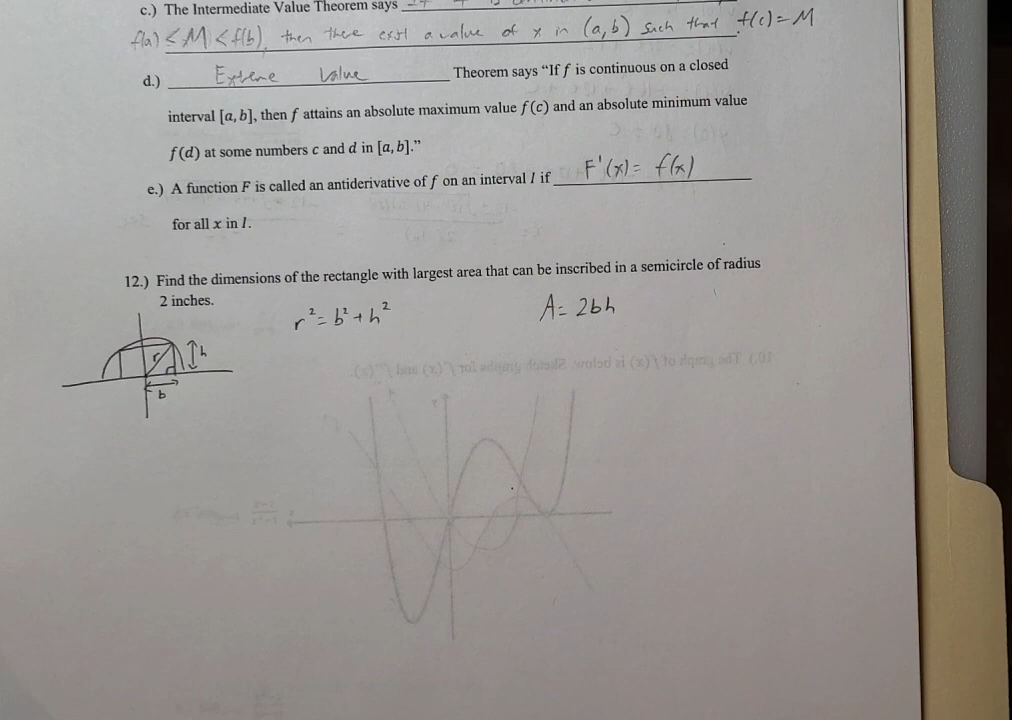 c.) The Intermediate Value Theorem says
f(a) ≤ M < f(b), then there exist a value of x in (a,b) such that f(c)=M
d.) Extreme Value Theorem says “If f is continuous on a closed
interval [a, b], then f attains an absolute maximum value f(c) and an absolute minimum value
f(d) at some numbers c and d in [a, b].”
e.) A function F is called an antiderivative of f on an interval I if F'(x)= f(x)
for all x in I.
12.) Find the dimensions of the rectangle with largest area that can be inscribed in a semicircle of radius
2 inches.
r²= b²+h²
A= 2bh
r
h
b